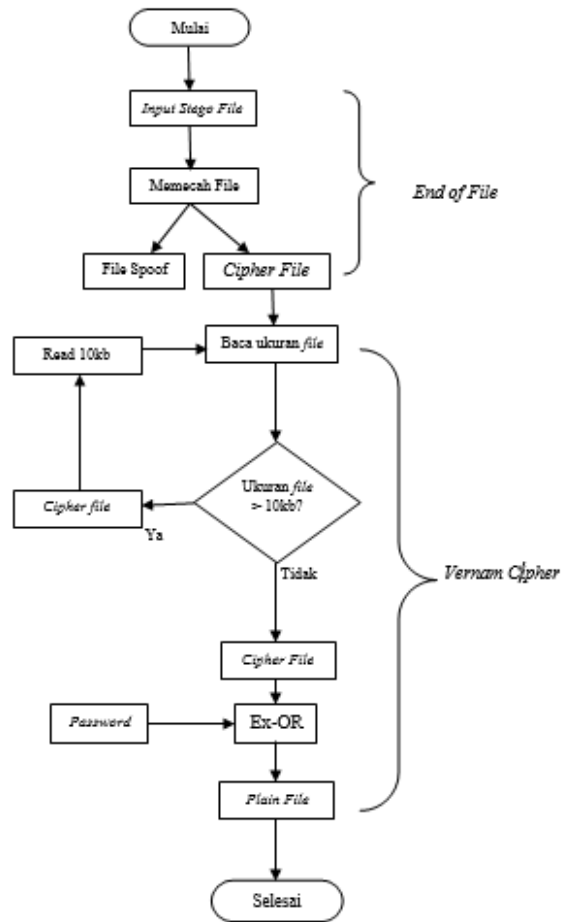 Mulai
Input Stego File
Memecah File
End of File
File Spoof
Cipher File
Read 10kb
Baca ukuran file
Cipher file
Ya
Ukuran file
> 10kb?
Tidak
Vernam Cipher
Cipher File
Password
Ex-OR
Plain File
Selesai